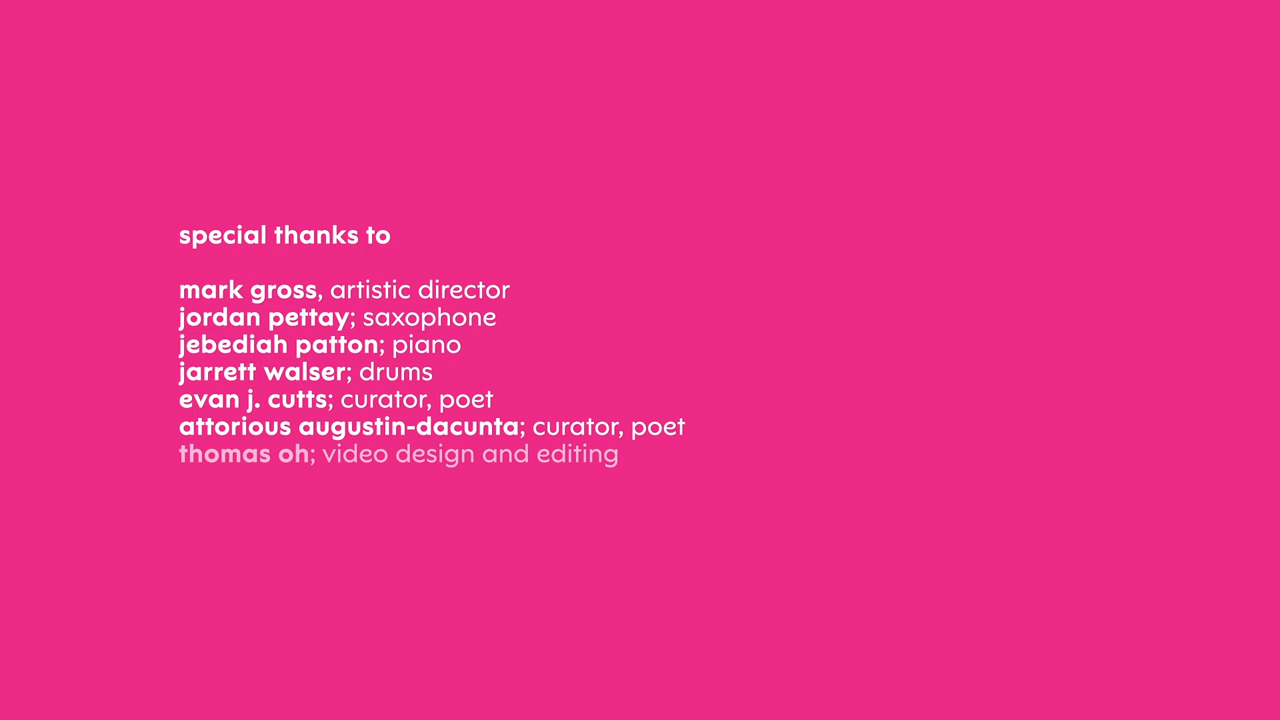 special thanks to
mark gross, artistic director
jordan pettay; saxophone
jebediah patton; piano
jarrett walser; drums
evan j. cutts; curator, poet
attorious augustin-dacunta; curator, poet
thomas oh; video design and editing